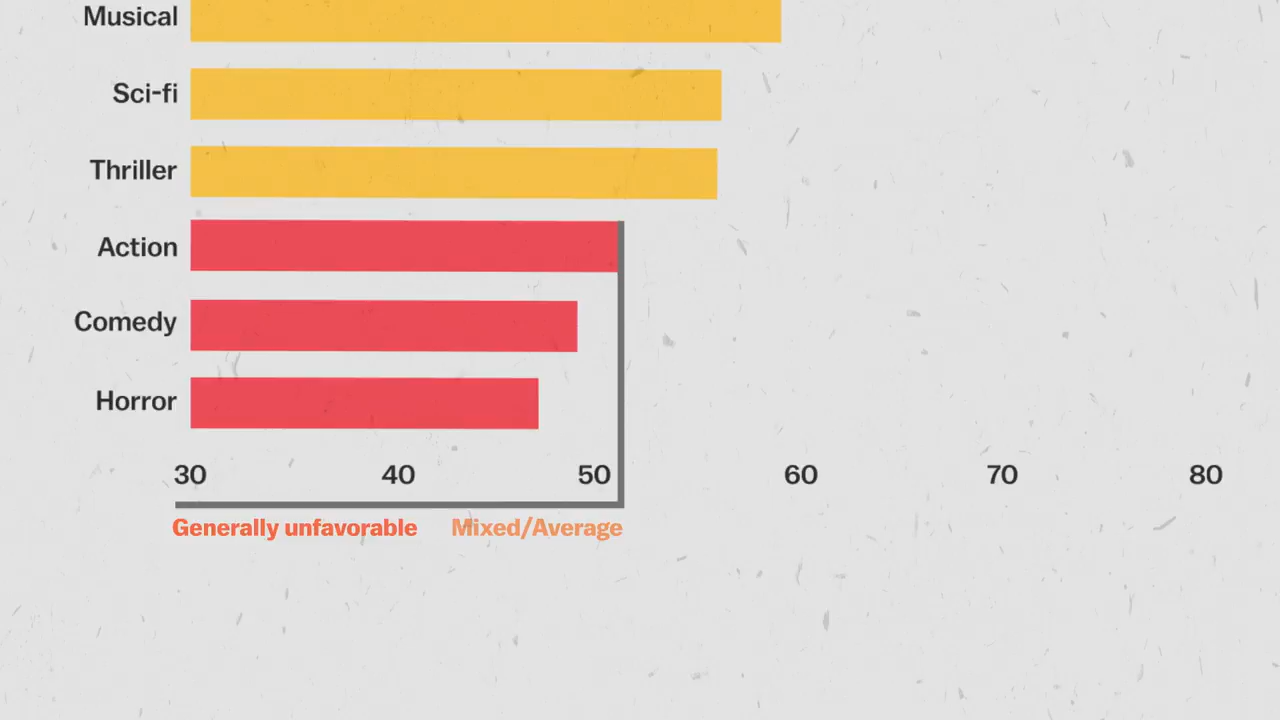 Musical
Sci-fi
Thriller
Action
Comedy
Horror
30 40 50 60 70 80
Generally unfavorable Mixed/Average